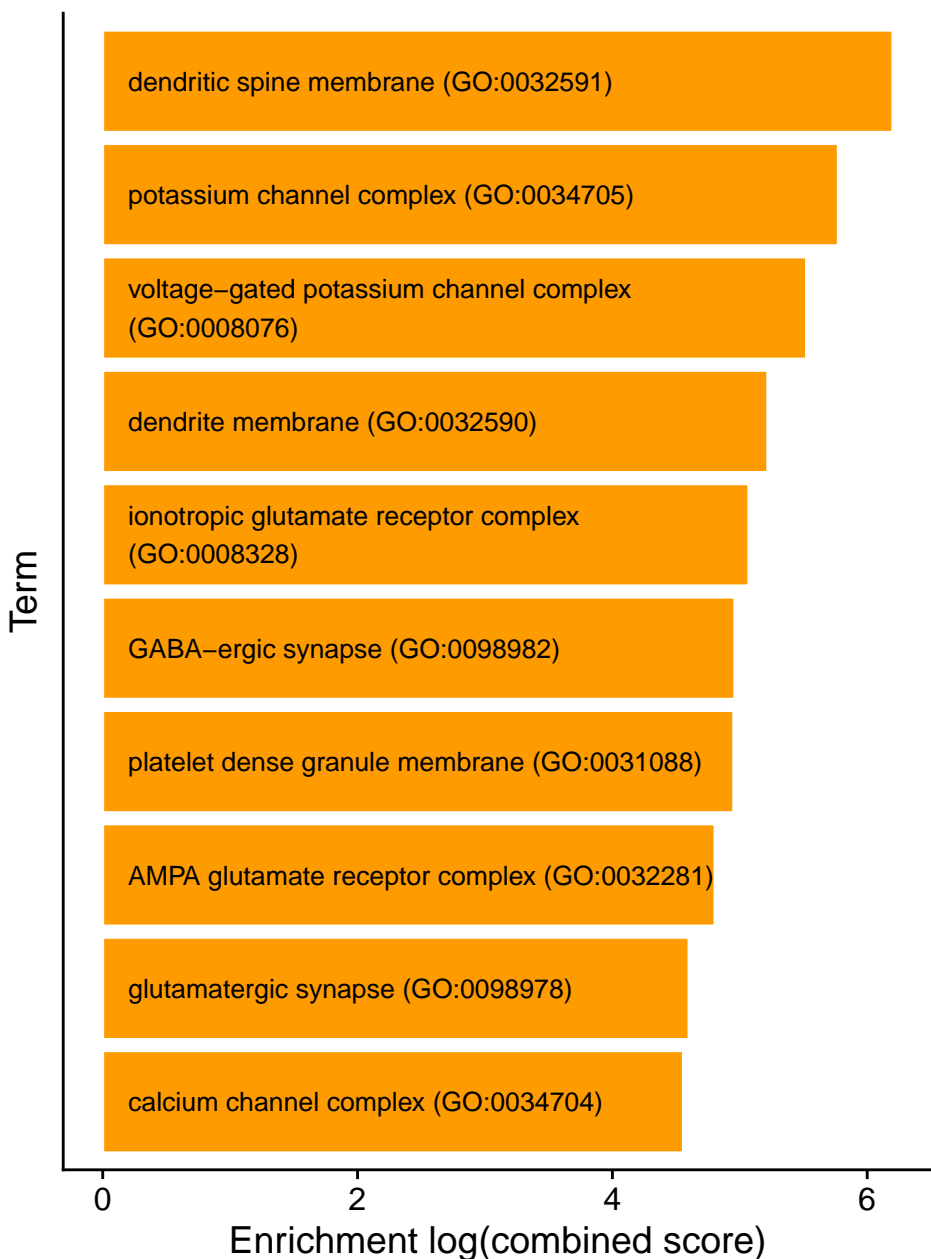 dendritic spine membrane (GO:0032591)
potassium channel complex (GO:0034705)
voltage−gated potassium channel complex
(GO:0008076)
dendrite membrane (GO:0032590)
ionotropic glutamate receptor complex
(GO:0008328)
GABA−ergic synapse (GO:0098982)
platelet dense granule membrane (GO:0031088)
AMPA glutamate receptor complex (GO:0032281)
glutamatergic synapse (GO:0098978)
calcium channel complex (GO:0034704)
Term
0 2 4 6
Enrichment log(combined score)